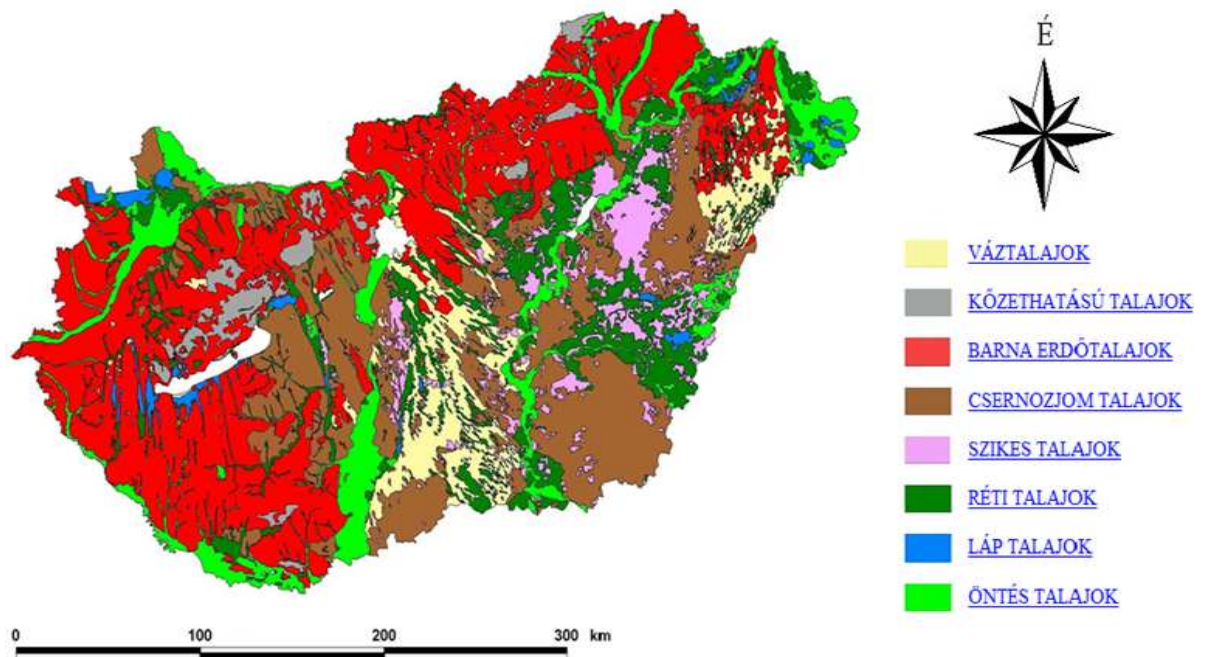 É
VÁZTALAJOK
KŐZETHATÁSÚ TALAJOK
BARNA ERDŐTALAJOK
CSERNOZJOM TALAJOK
SZIKES TALAJOK
RÉTI TALAJOK
LÁP TALAJOK
ÖNTÉS TALAJOK
0 100 200 300 km